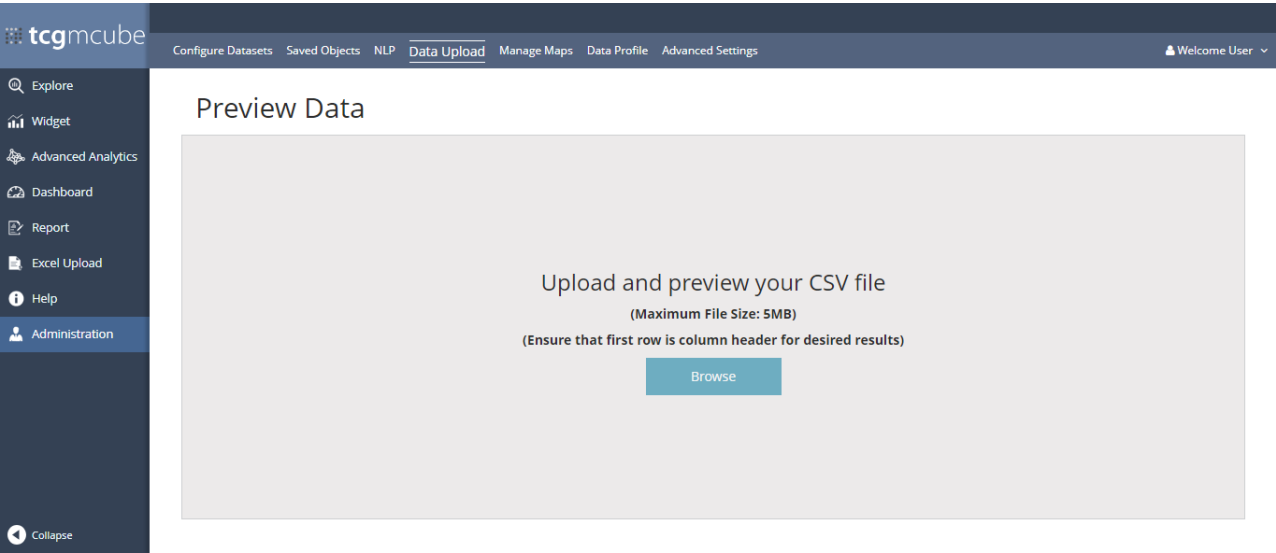 tcgmcube
Configure Datasets Saved Objects NLP Data Upload Manage Maps Data Profile Advanced Settings Welcome User
Explore
Widget
Advanced Analytics
Dashboard
Report
Excel Upload
Help
Administration
Collapse
Preview Data
Upload and preview your CSV file
(Maximum File Size: 5MB)
(Ensure that first row is column header for desired results)
Browse